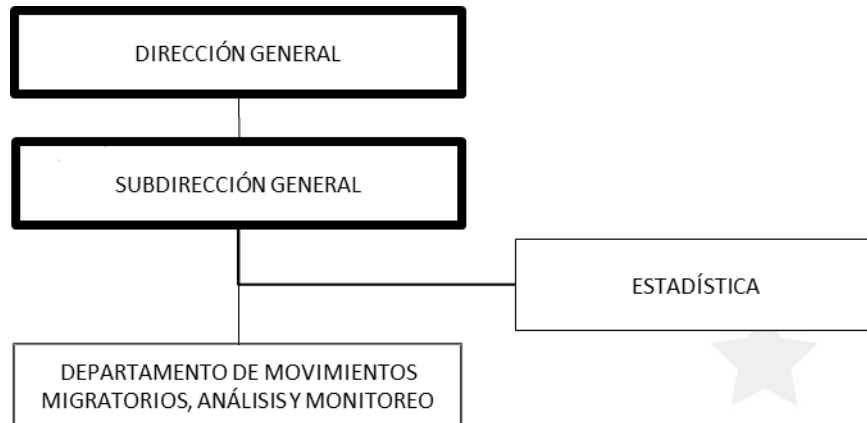 DIRECCIÓN GENERAL
SUBDIRECCIÓN GENERAL
ESTADÍSTICA
DEPARTAMENTO DE MOVIMIENTOS
MIGRATORIOS, ANÁLISIS Y MONITOREO